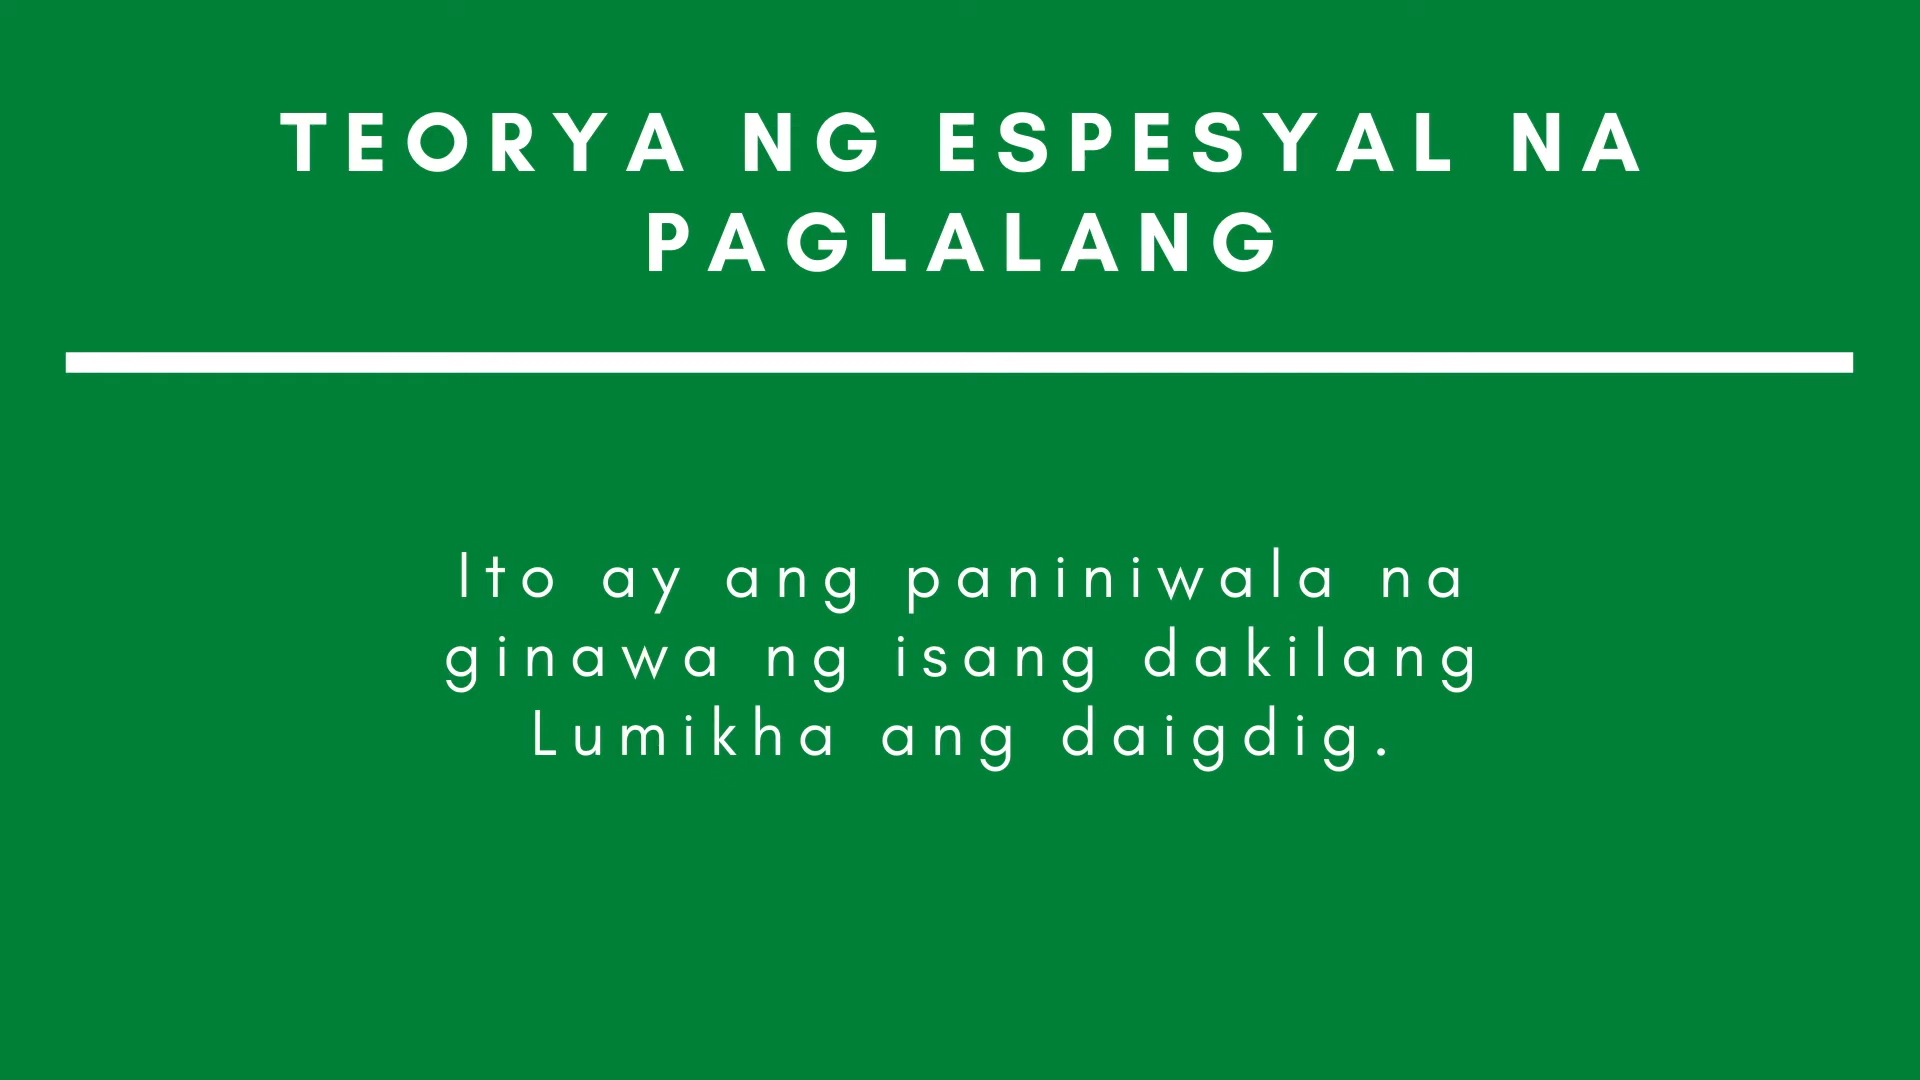 TEORYA NG ESPESYAL NA
PAGLALANG
Ito ay ang paniniwala na
ginawa ng isang dakilang
Lumikha ang daigdig.